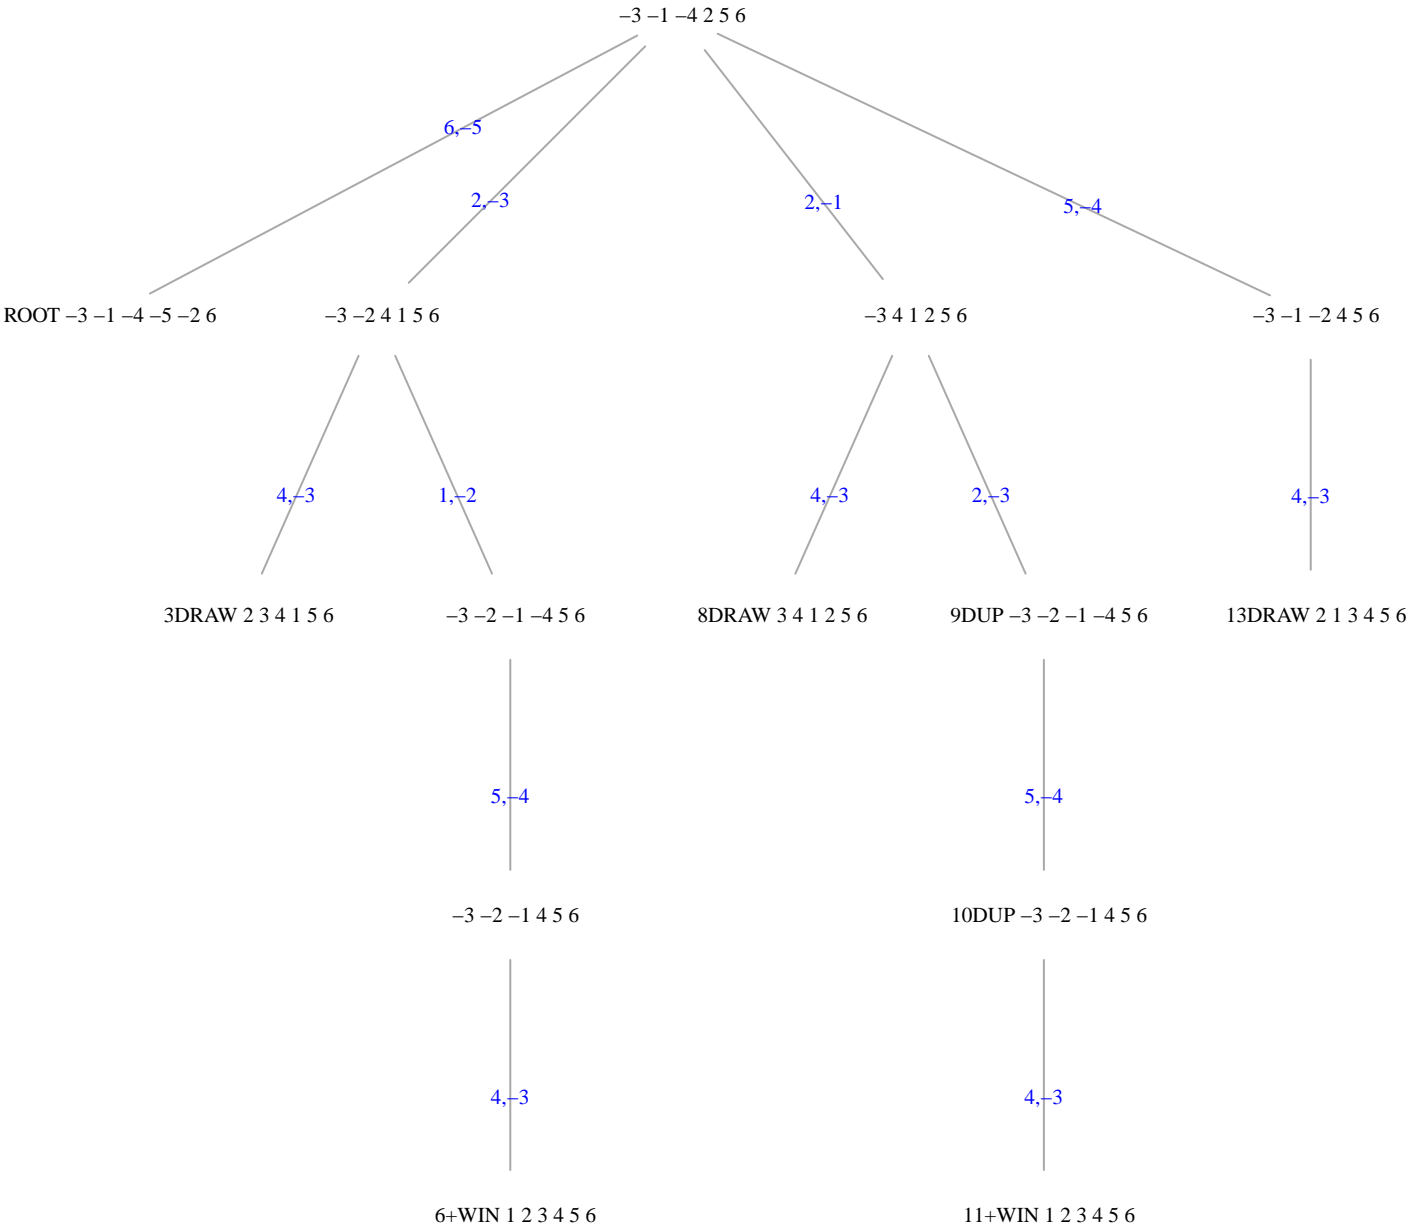 –3 –1 –4 2 5 6
6,–5
2,–3
2,–1
5,–4
ROOT –3 –1 –4 –5 –2 6
–3 –2 4 1 5 6
–3 4 1 2 5 6
–3 –1 –2 4 5 6
4,–3
1,–2
4,–3
2,–3
4,–3
3DRAW 2 3 4 1 5 6
–3 –2 –1 –4 5 6
8DRAW 3 4 1 2 5 6
9DUP –3 –2 –1 –4 5 6
13DRAW 2 1 3 4 5 6
5,–4
5,–4
–3 –2 –1 4 5 6
10DUP –3 –2 –1 4 5 6
4,–3
4,–3
6+WIN 1 2 3 4 5 6
11+WIN 1 2 3 4 5 6